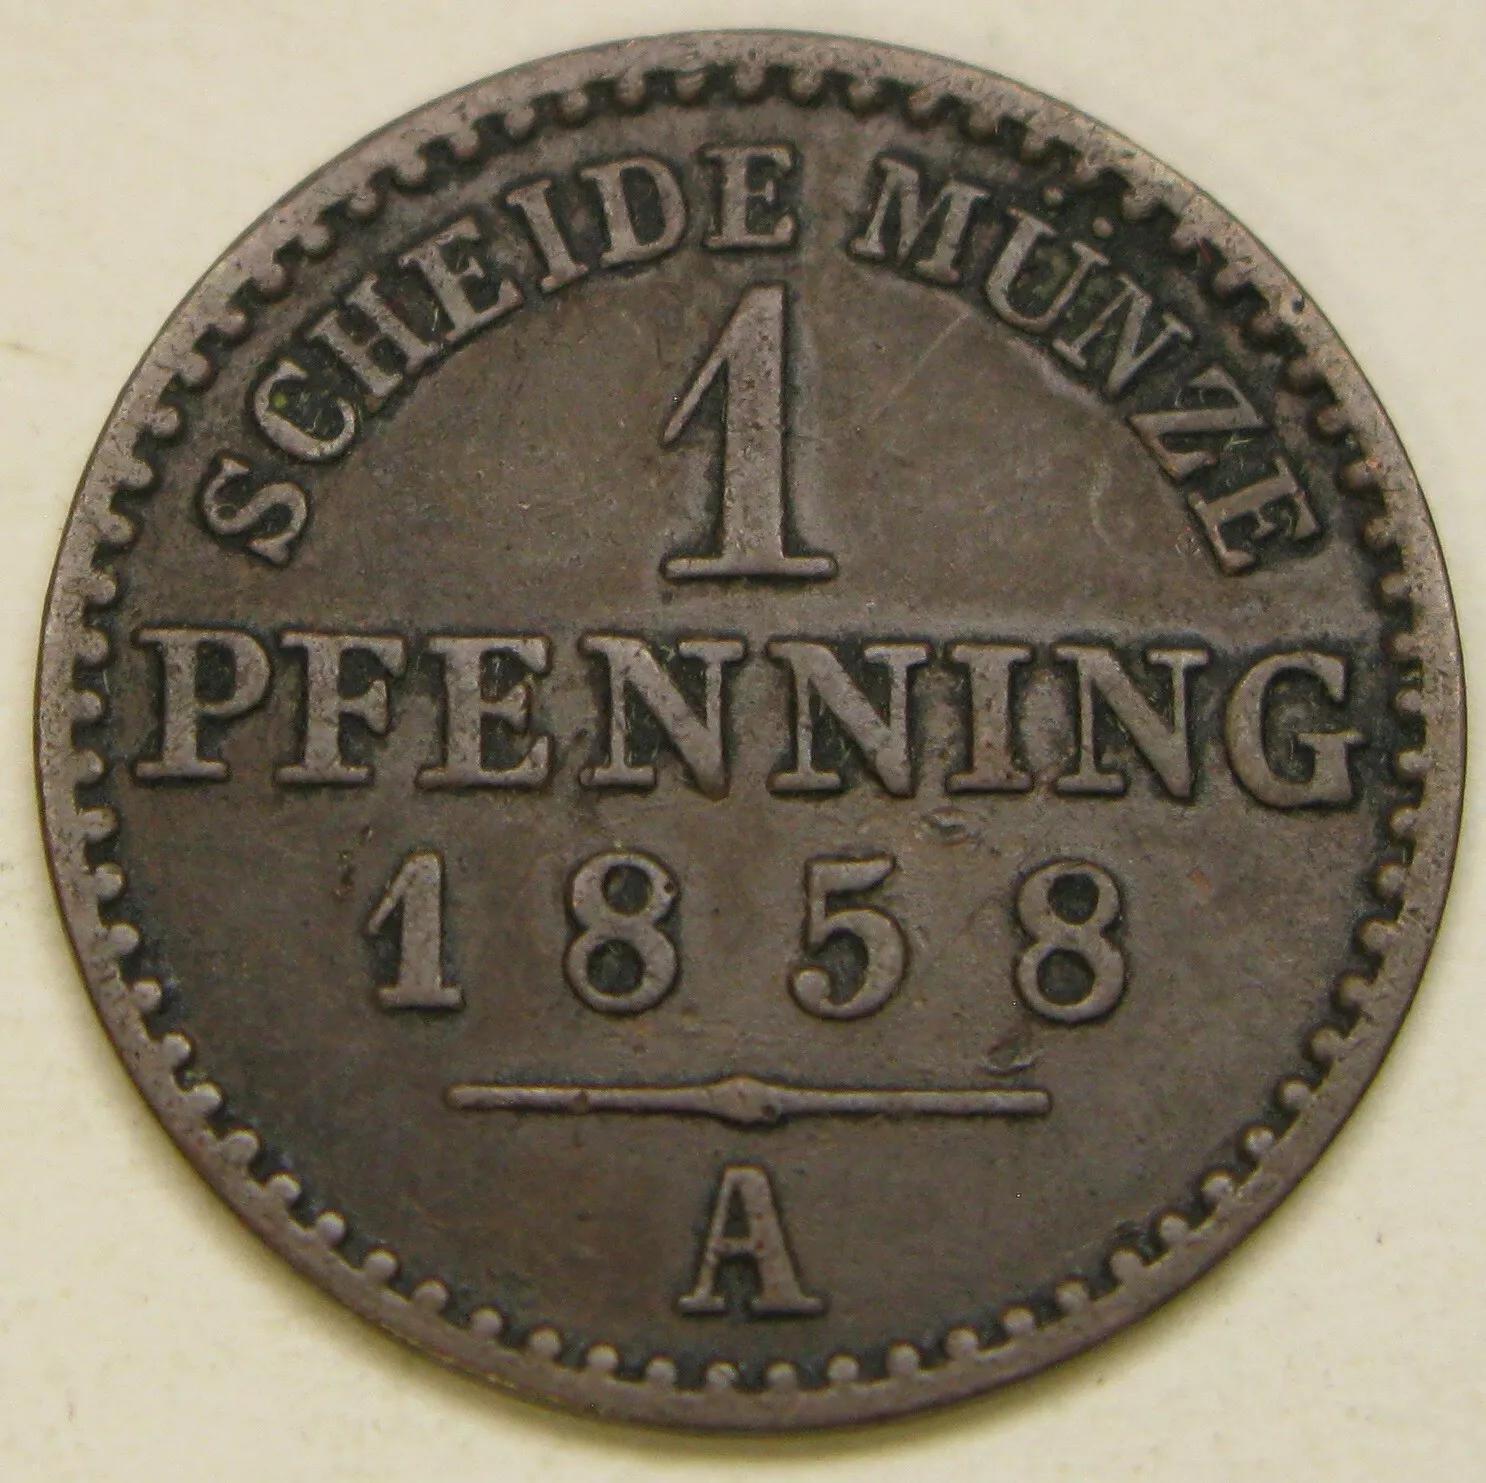 SCHEIDE MÜNZE
1
PFENNING
1858
A